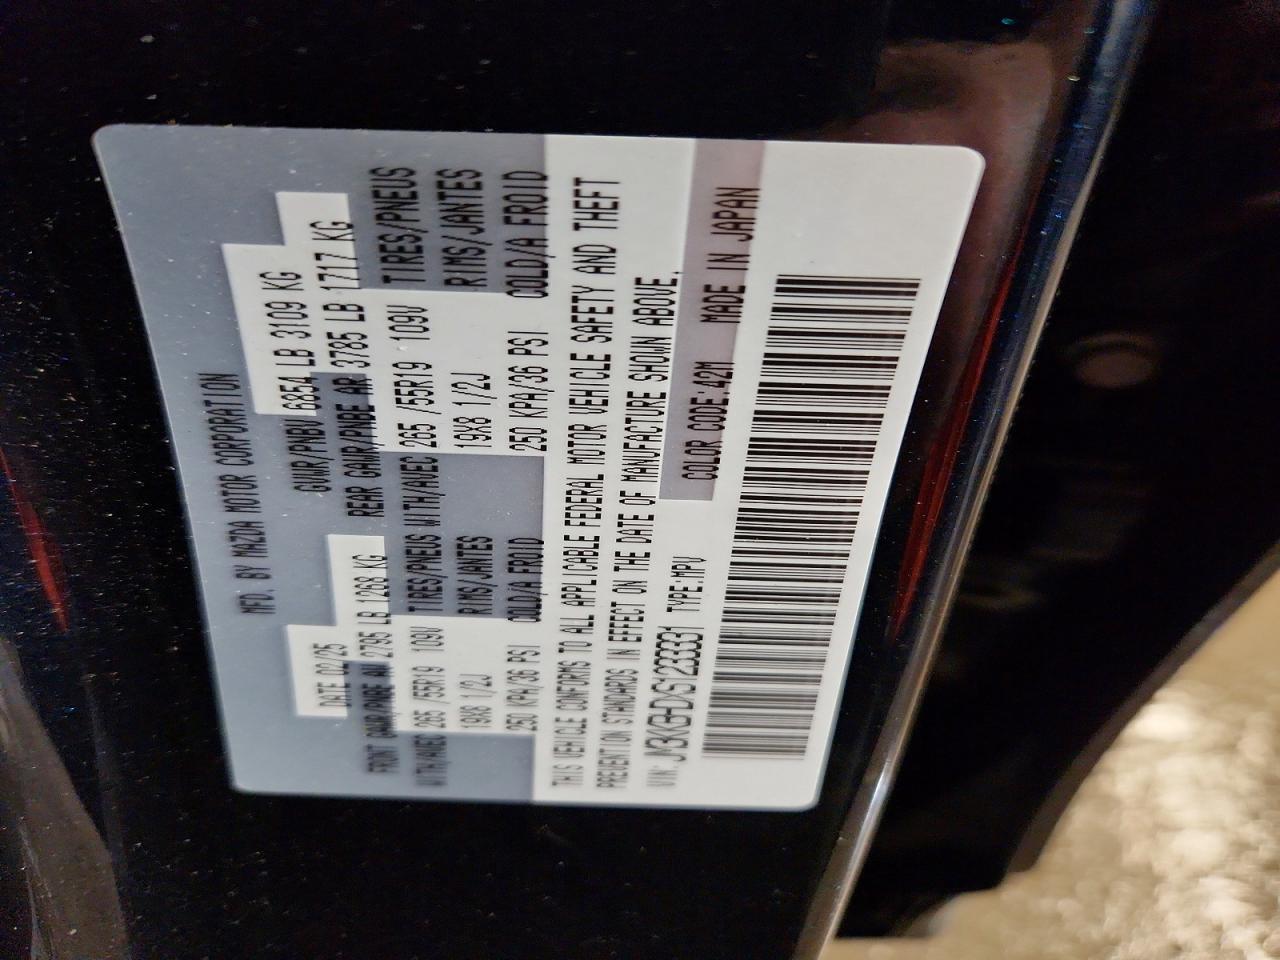 MFD. BY MAZDA MOTOR CORPORATION
DATE 02/25 GVWR/PNBV 6854 LB 3109 KG
FRONT GAWR/PNBE AV 2795 LB 1268 KG REAR GAWR/PNBE AR 3785 LB 1717 KG
WITH/AVEC 265 /55R19 109V TIRES/PNEUS WITH/AVEC 265 /55R19 109V TIRES/PNEUS
19X8 1/2J RIMS/JANTES 19X8 1/2J RIMS/JANTES
250 KPA/36 PSI COLD/A FROID 250 KPA/36 PSI COLD/A FROID
THIS VEHICLE CONFORMS TO ALL APPLICABLE FEDERAL MOTOR VEHICLE SAFETY AND THEFT
PREVENTION STANDARDS IN EFFECT ON THE DATE OF MANUFACTURE SHOWN ABOVE.
VIN: TYPE:MPV COLOR CODE:42M MADE IN JAPAN